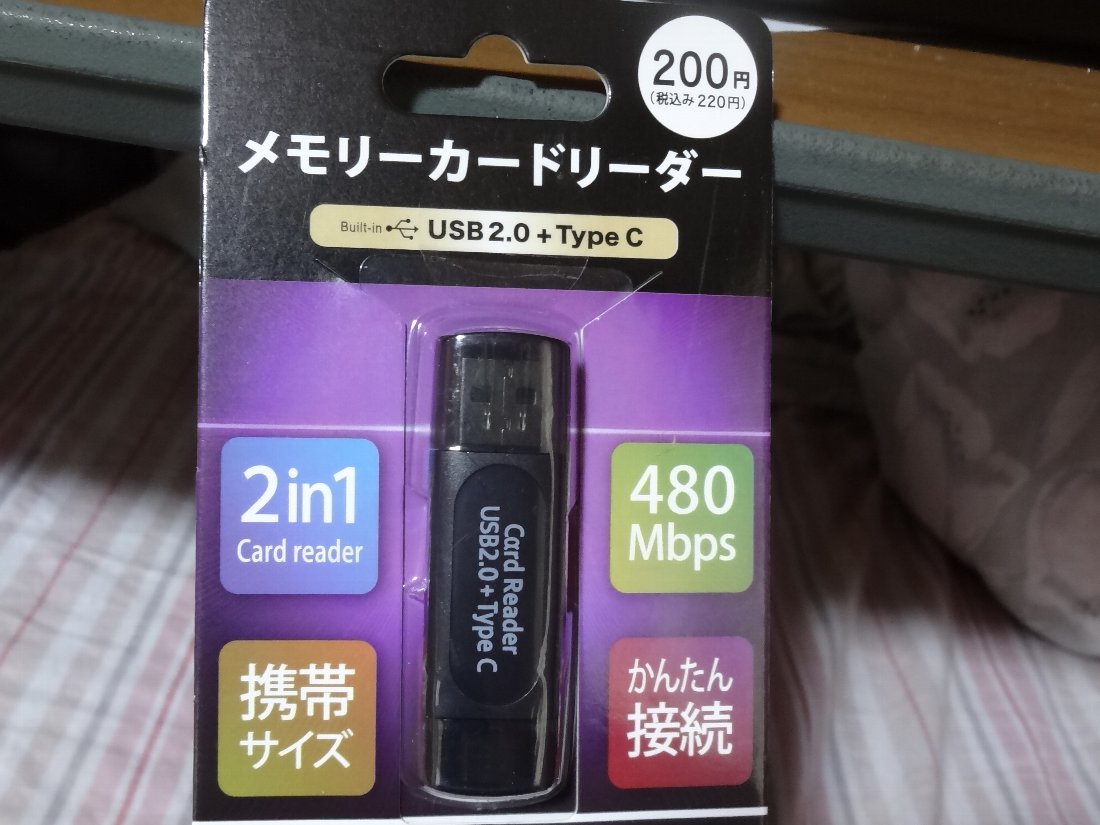 200円
(税込み220円)
メモリーカードリーダー
Built-in USB 2.0 + Type C
2in1
Card reader
480
Mbps
Card Reader
USB2.0 + Type C
携帯
サイズ
かんたん
接続